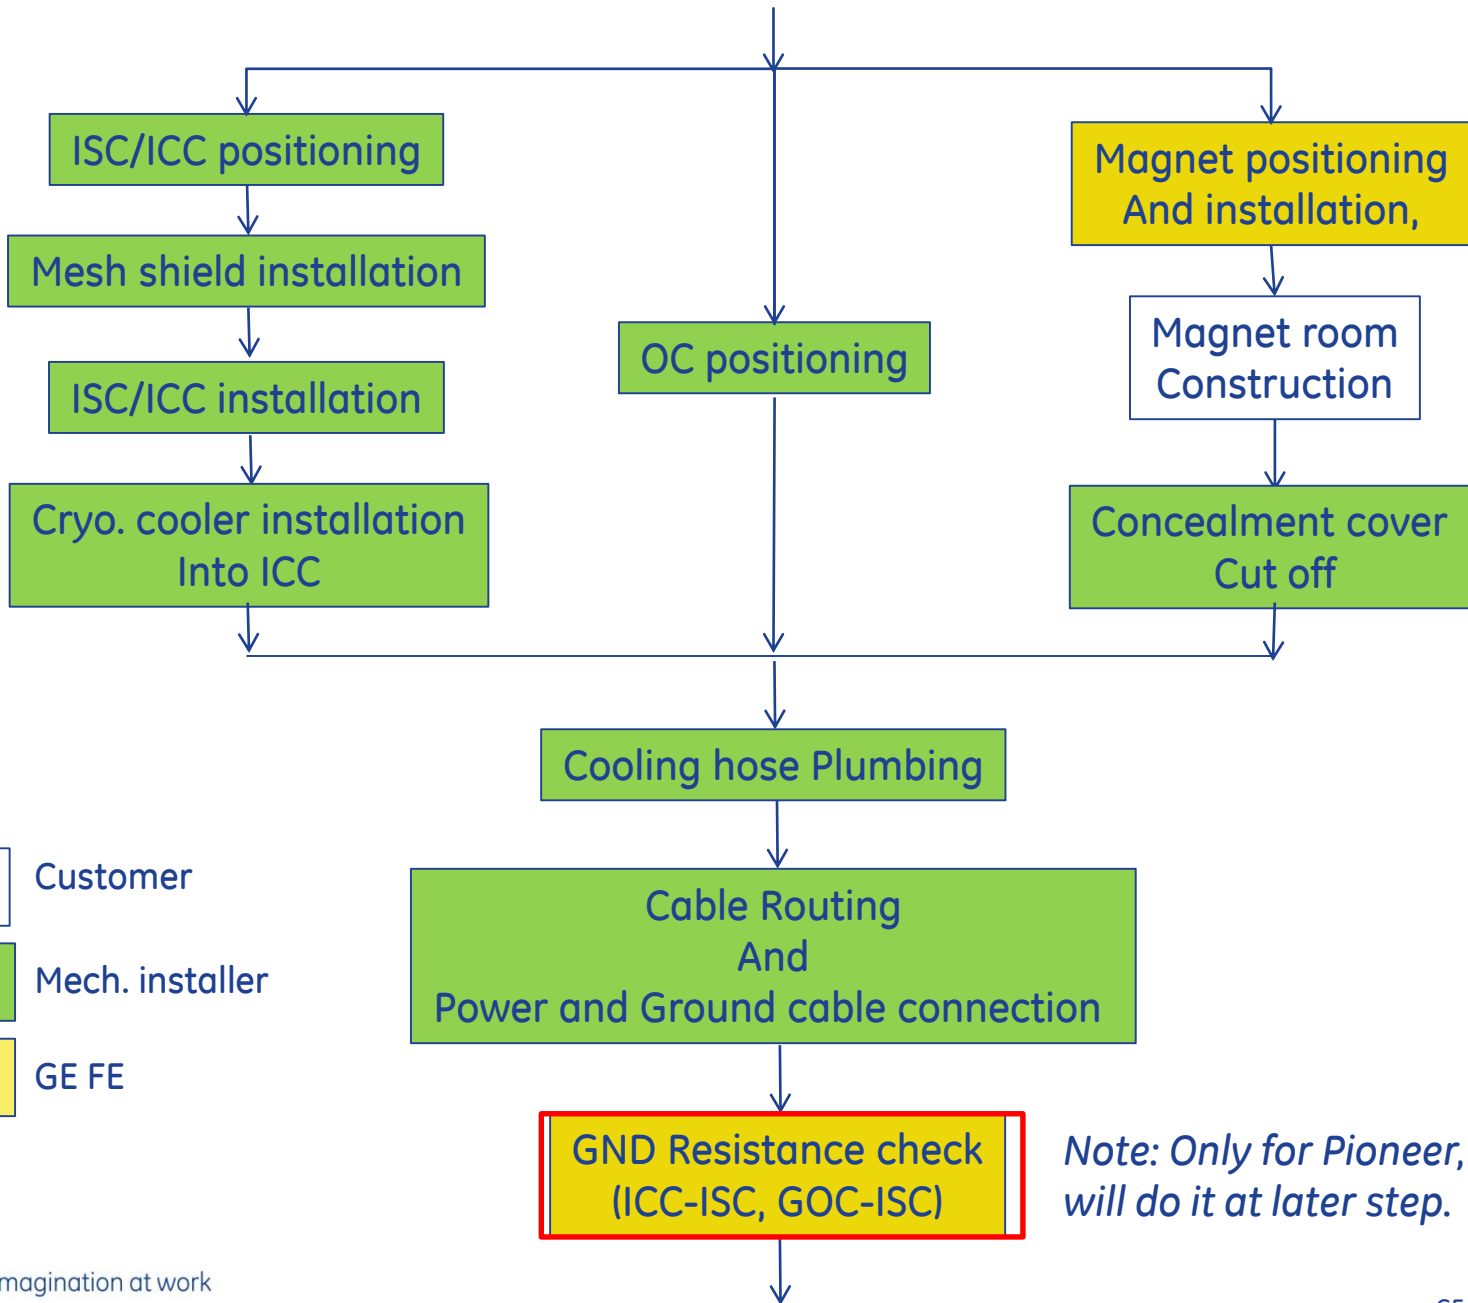 ISC/ICC positioning
Mesh shield installation
ISC/ICC installation
Cryo. cooler installation
Into ICC
OC positioning
Magnet positioning
And installation,
Magnet room
Construction
Concealment cover
Cut off
Cooling hose Plumbing
Cable Routing
And
Power and Ground cable connection
GND Resistance check
(ICC-ISC, GOC-ISC)
Note: Only for Pioneer,
will do it at later step.
Customer
Mech. installer
GE FE
magination at work